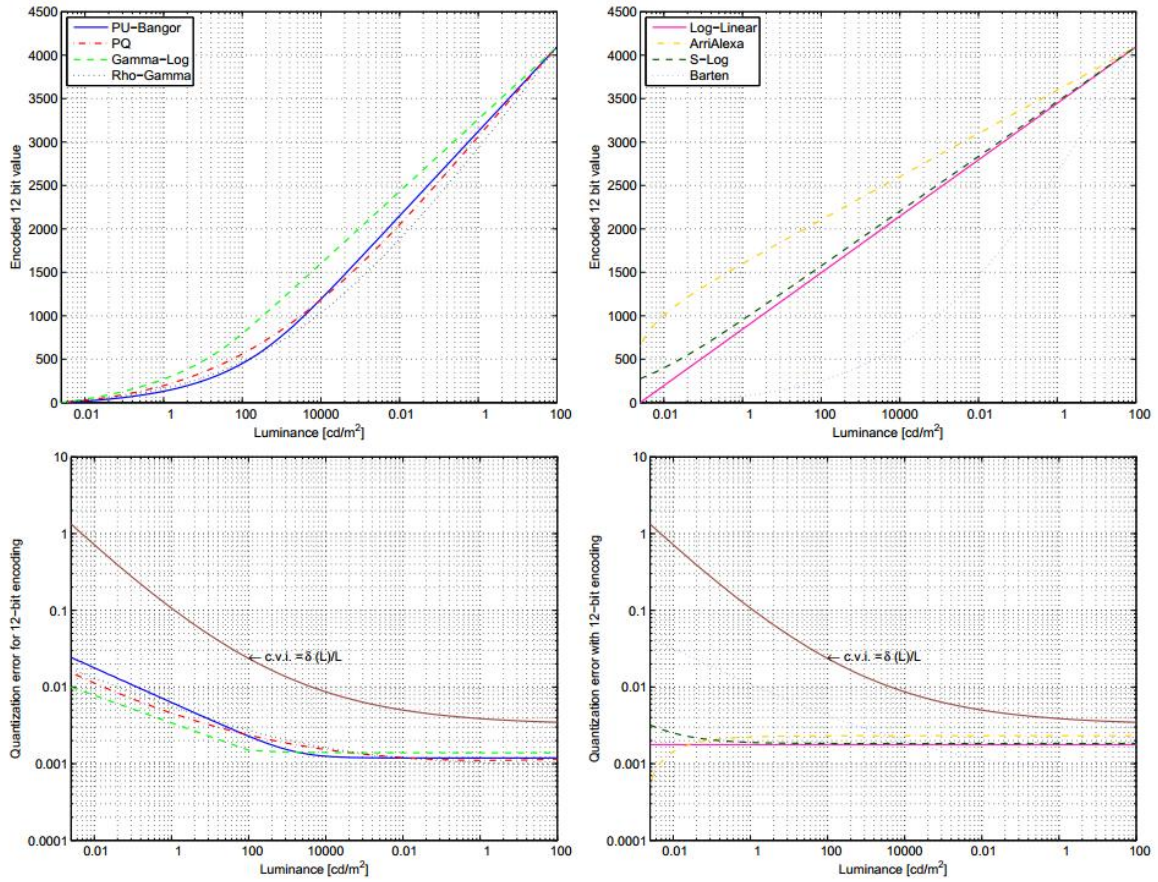 PU−Bangor
PQ
Gamma−Log
Rho−Gamma
4500
4000
3500
3000
2500
2000
1500
1000
500
0
Encoded 12 bit value
0.01 1 100 10000 0.01 1 100
Luminance [cd/m²]
Log−Linear
ArriAlexa
S−Log
Barten
4500
4000
3500
3000
2500
2000
1500
1000
500
0
Encoded 12 bit value
0.01 1 100 10000 0.01 1 100
Luminance [cd/m²]
10
1
0.1
0.01
0.001
0.0001
Quantization error for 12−bit encoding
← c.v.i. = δ (L)/L
0.01 1 100 10000 0.01 1 100
Luminance [cd/m²]
10
1
0.1
0.01
0.001
0.0001
Quantization error with 12−bit encoding
← c.v.i. = δ (L)/L
0.01 1 100 10000 0.01 1 100
Luminance [cd/m²]